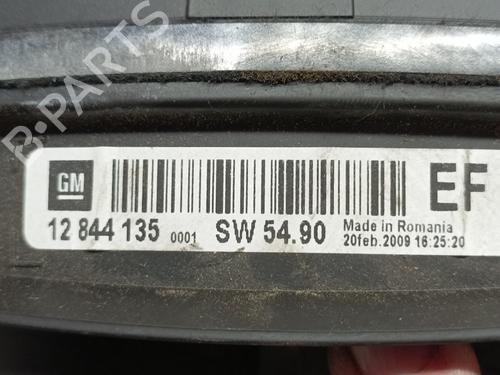 B-PARTS
GM
EF
12 844 135 0001 SW 54.90
Made in Romania
20feb.2009 16:25:20